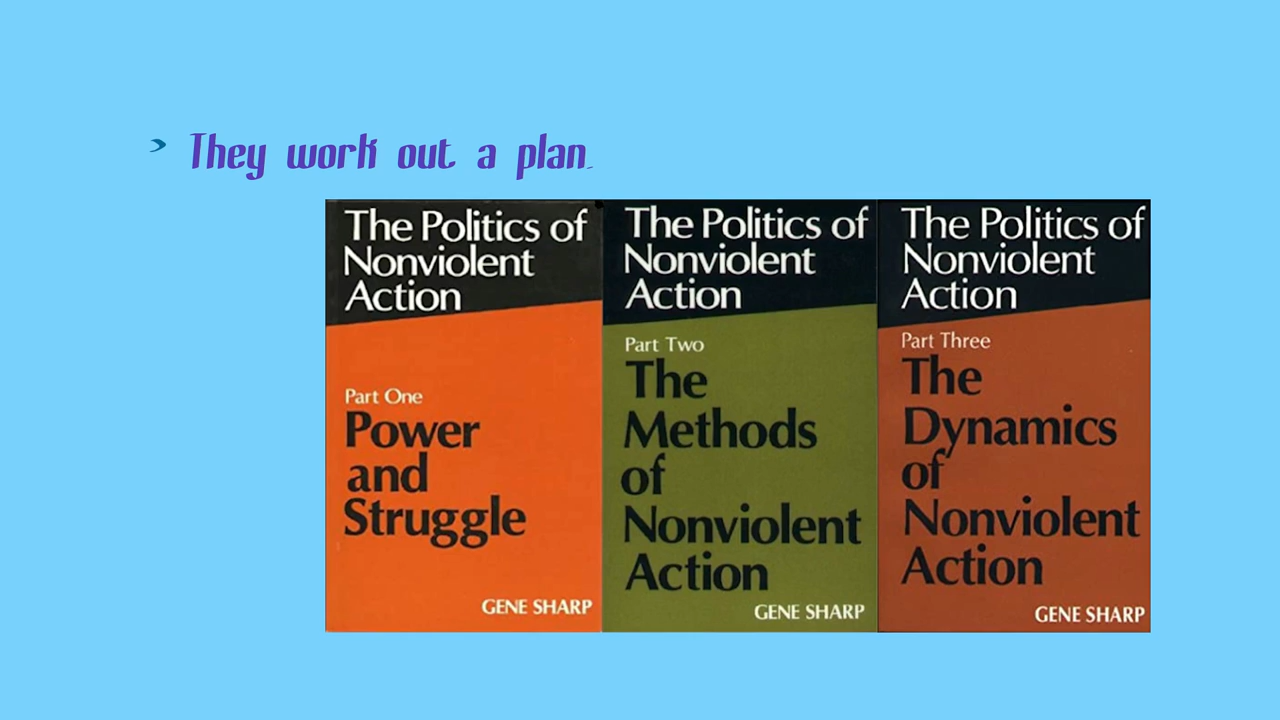 They work out a plan.
The Politics of
Nonviolent
Action
Part One
Power
and
Struggle
GENE SHARP
The Politics of
Nonviolent
Action
Part Two
The
Methods
of
Nonviolent
Action
GENE SHARP
The Politics of
Nonviolent
Action
Part Three
The
Dynamics
of
Nonviolent
Action
GENE SHARP